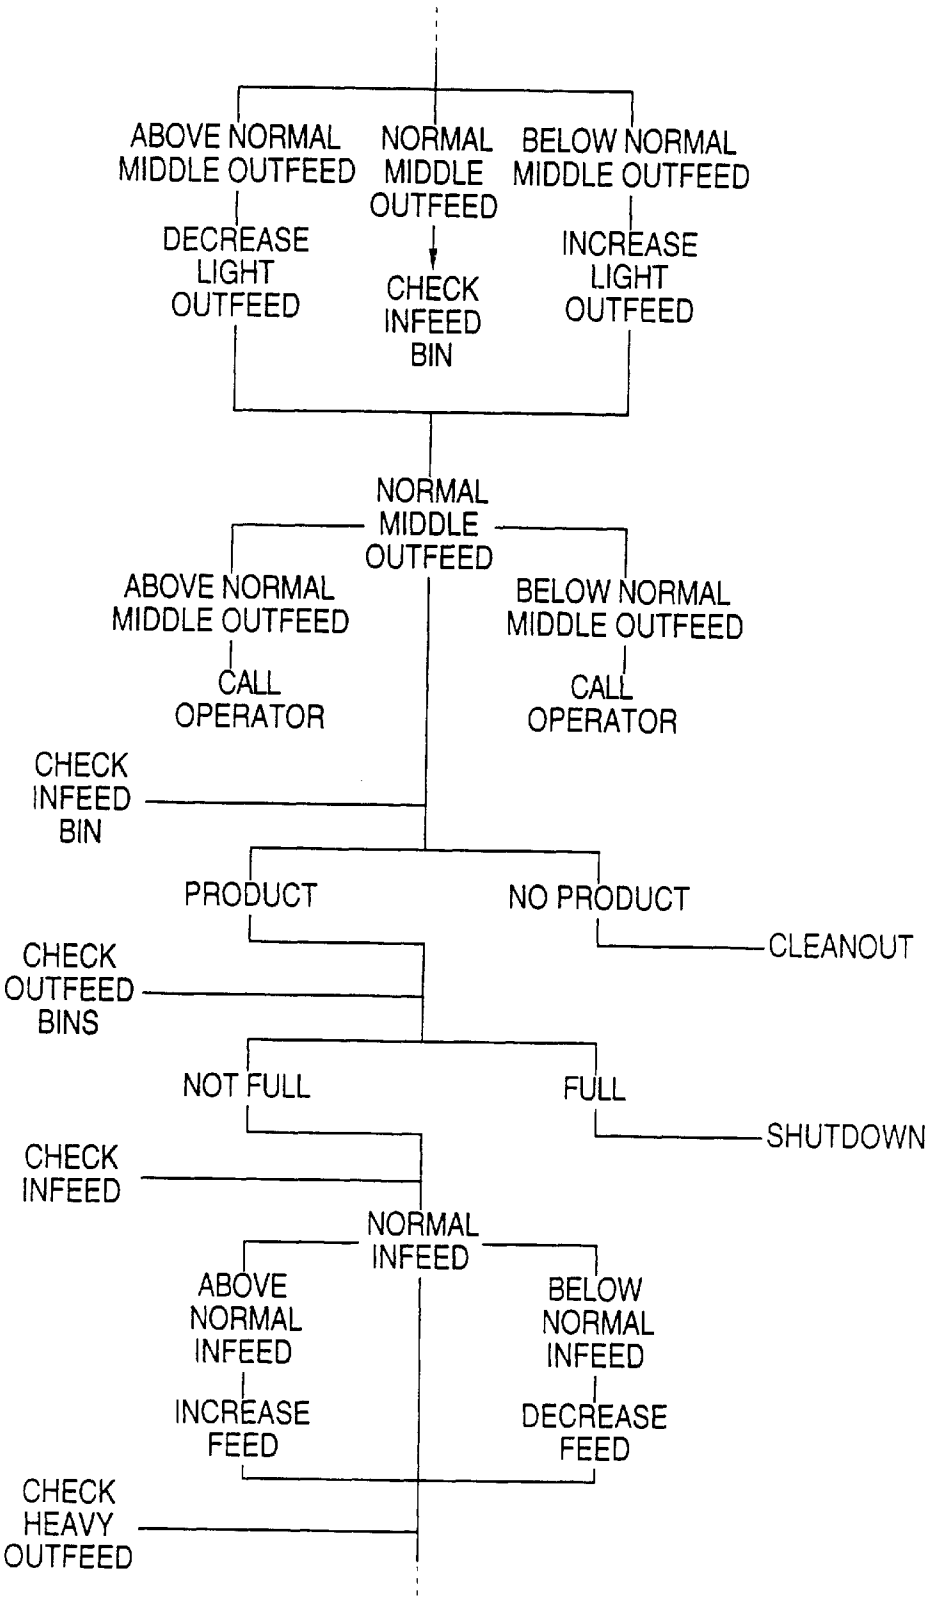 ABOVE NORMAL
MIDDLE OUTFEED
NORMAL
MIDDLE
OUTFEED
BELOW NORMAL
MIDDLE OUTFEED
DECREASE
LIGHT
OUTFEED
CHECK
INFEED
BIN
INCREASE
LIGHT
OUTFEED
NORMAL
MIDDLE
OUTFEED
ABOVE NORMAL
MIDDLE OUTFEED
BELOW NORMAL
MIDDLE OUTFEED
CALL
OPERATOR
CALL
OPERATOR
CHECK
INFEED
BIN
PRODUCT
NO PRODUCT
CLEANOUT
CHECK
OUTFEED
BINS
NOT FULL
FULL
SHUTDOWN
CHECK
INFEED
NORMAL
INFEED
ABOVE
NORMAL
INFEED
BELOW
NORMAL
INFEED
INCREASE
FEED
DECREASE
FEED
CHECK
HEAVY
OUTFEED